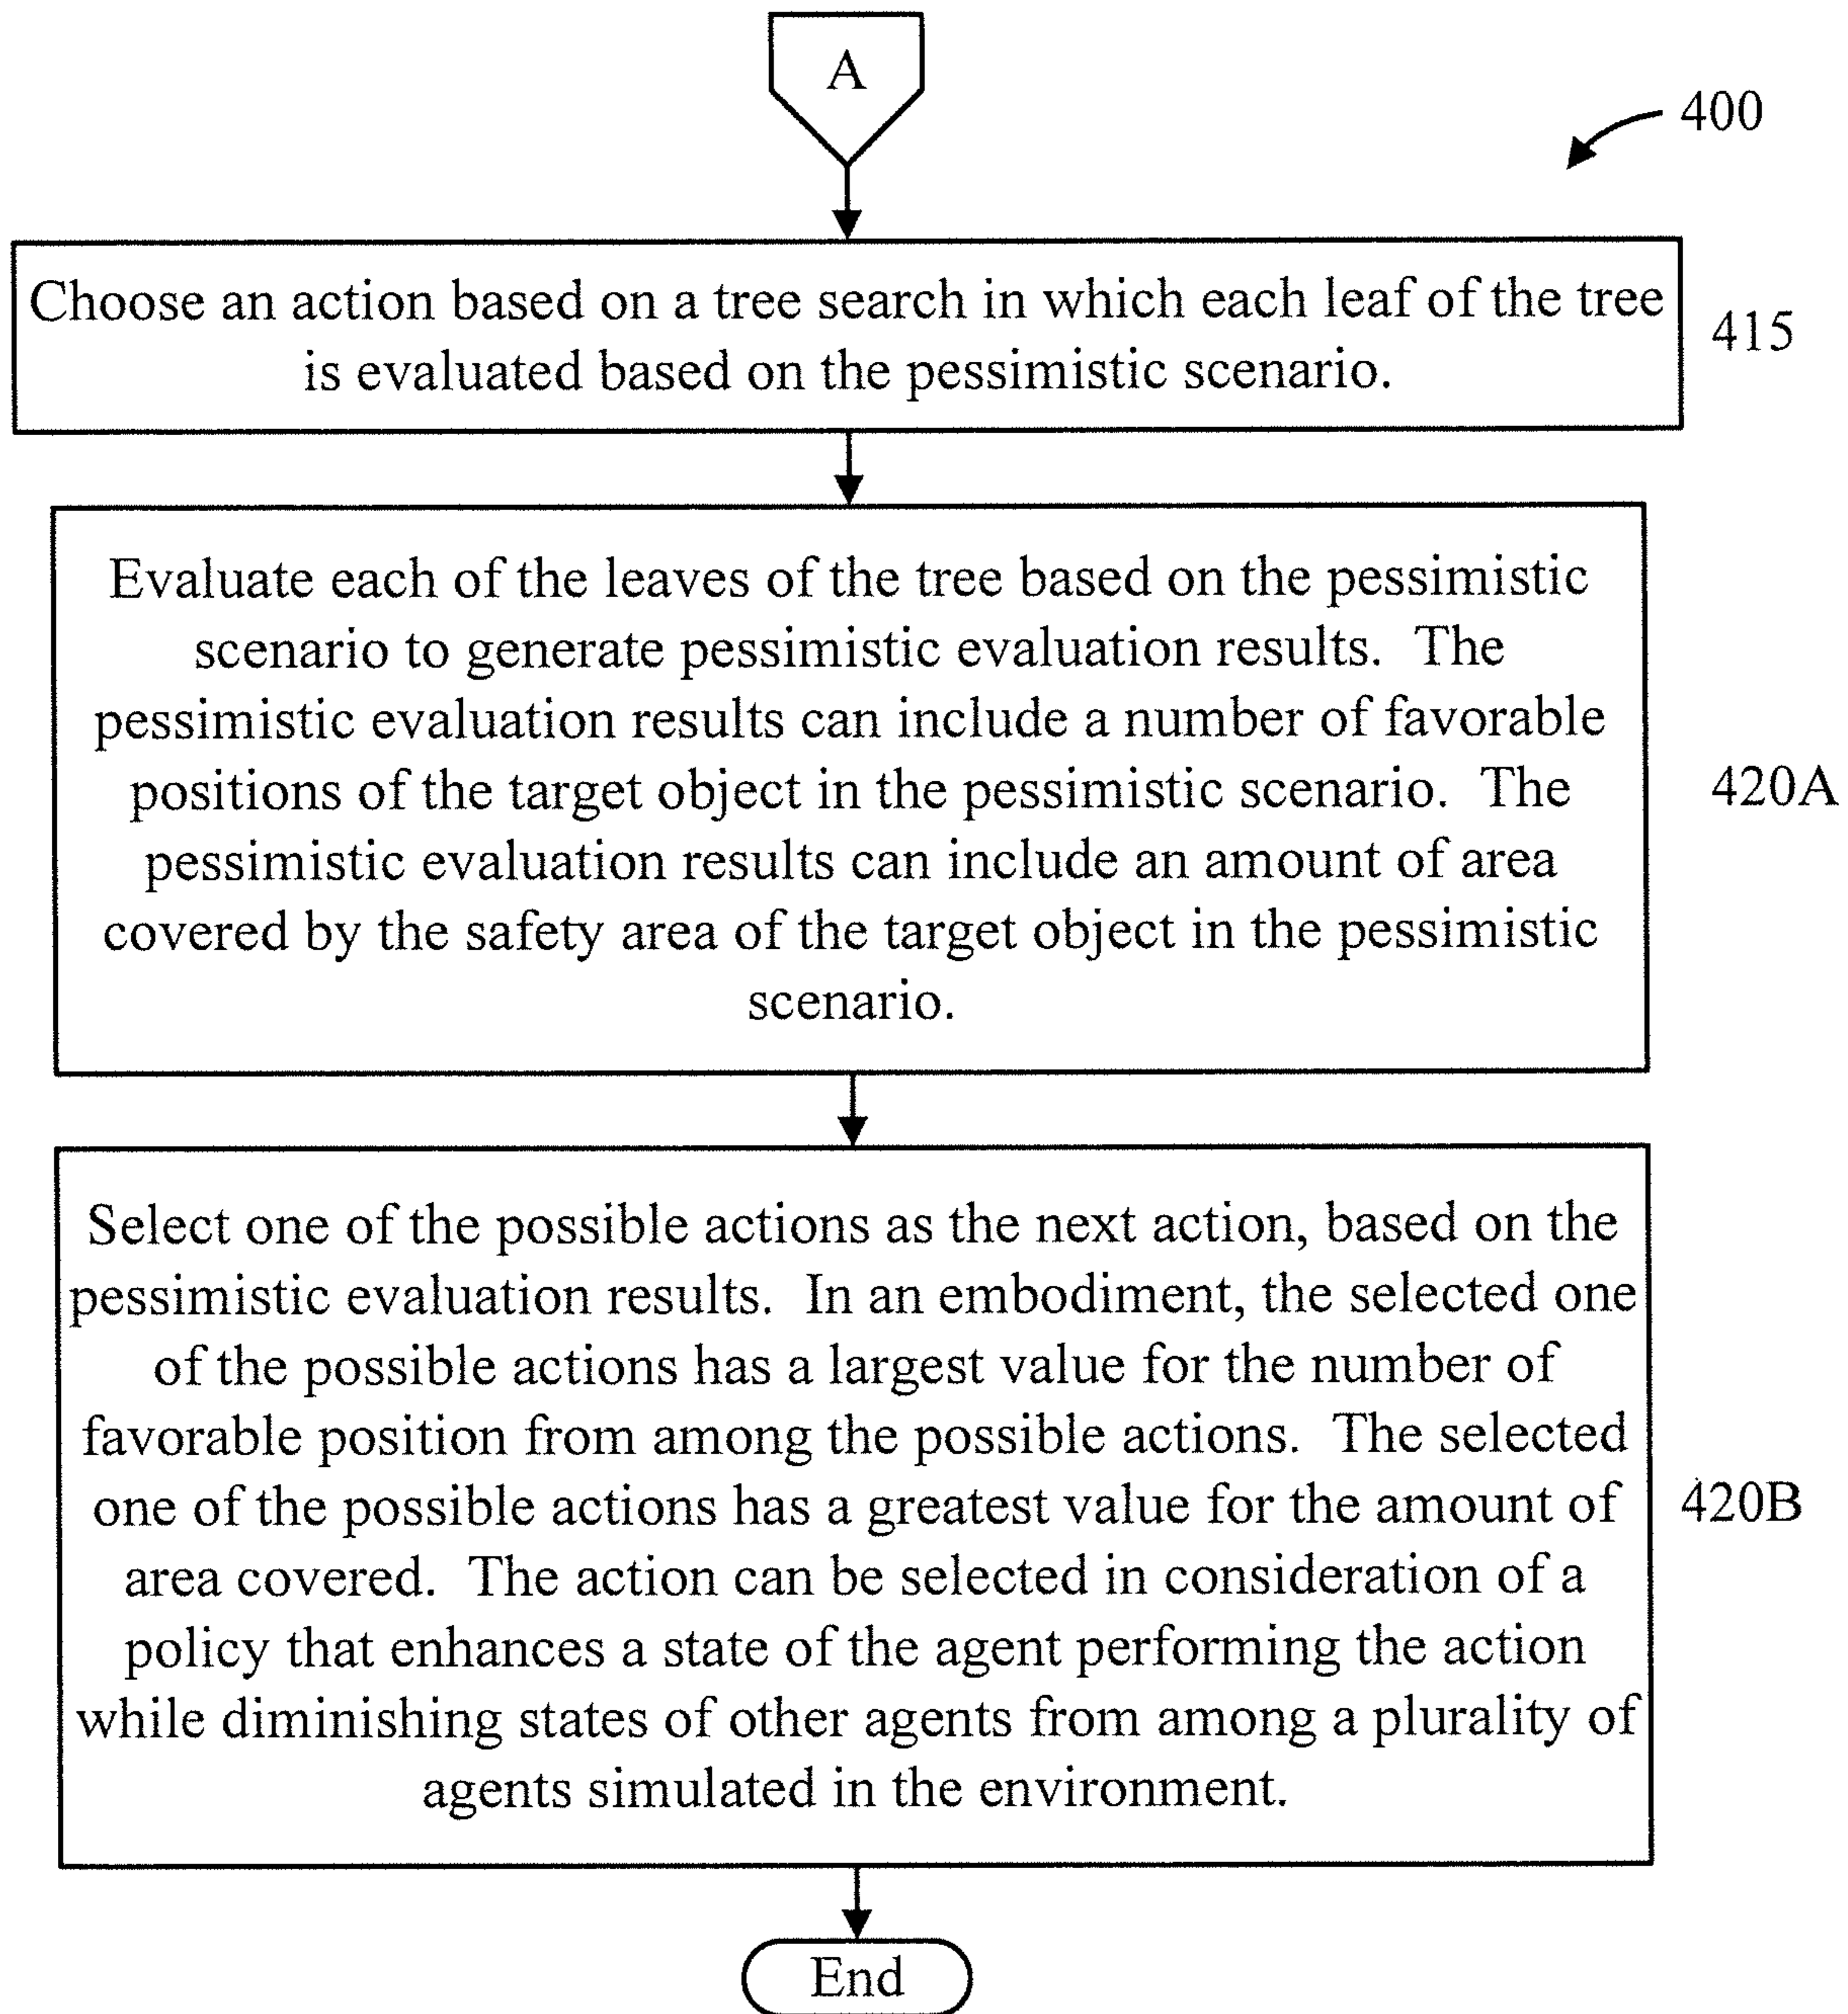 A
400
Choose an action based on a tree search in which each leaf of the tree
is evaluated based on the pessimistic scenario.
415
Evaluate each of the leaves of the tree based on the pessimistic
scenario to generate pessimistic evaluation results. The
pessimistic evaluation results can include a number of favorable
positions of the target object in the pessimistic scenario. The
pessimistic evaluation results can include an amount of area
covered by the safety area of the target object in the pessimistic
scenario.
420A
Select one of the possible actions as the next action, based on the
pessimistic evaluation results. In an embodiment, the selected one
of the possible actions has a largest value for the number of
favorable position from among the possible actions. The selected
one of the possible actions has a greatest value for the amount of
area covered. The action can be selected in consideration of a
policy that enhances a state of the agent performing the action
while diminishing states of other agents from among a plurality of
agents simulated in the environment.
420B
End